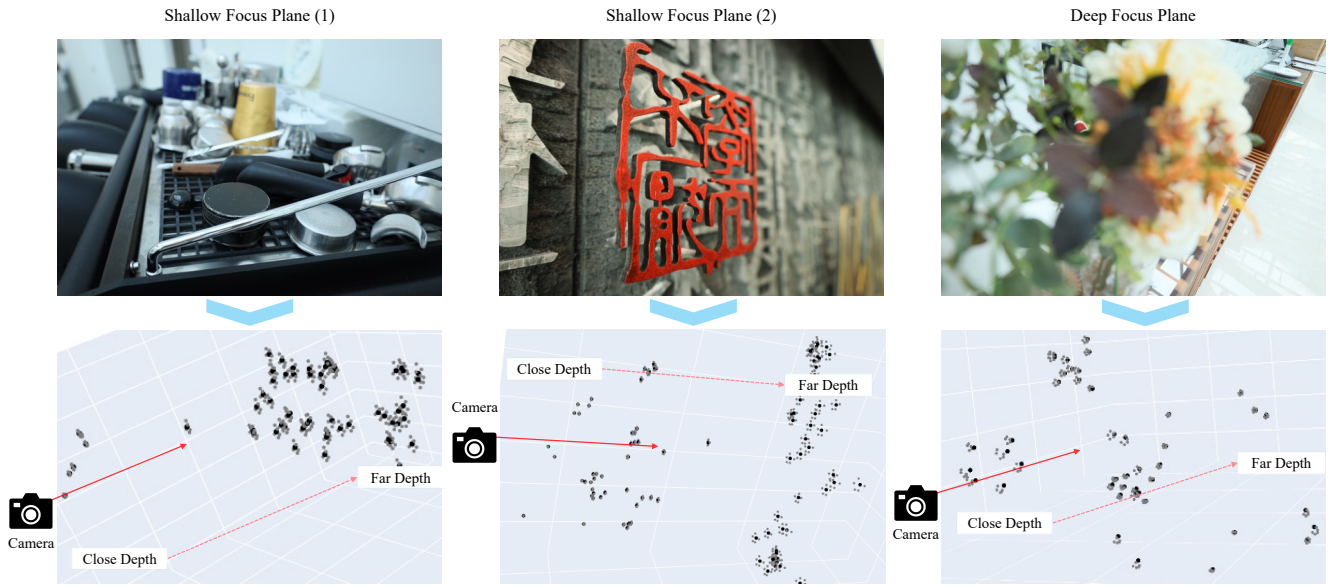 Shallow Focus Plane (1)
Shallow Focus Plane (2)
Deep Focus Plane
Close Depth
Far Depth
Camera
Close Depth
Far Depth
Camera
Close Depth
Far Depth
Camera